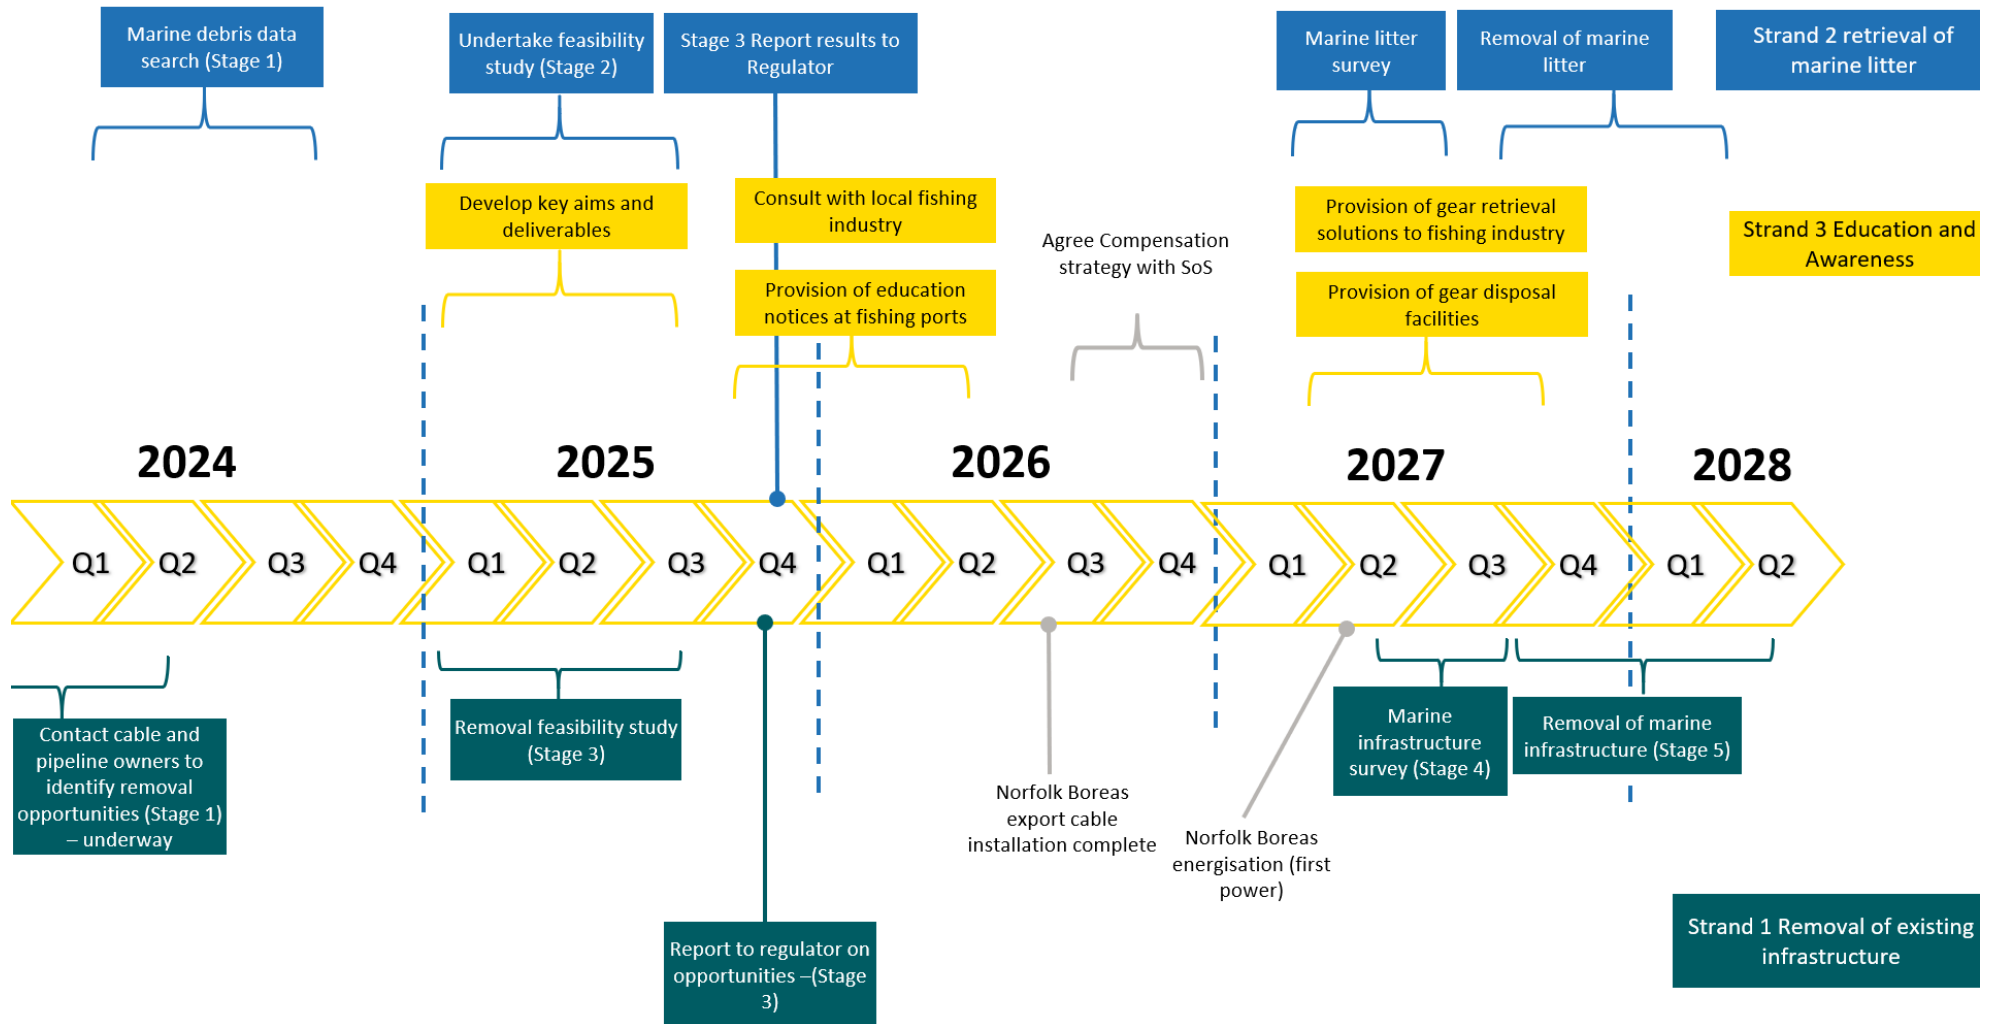 Marine debris data
search (Stage 1)
Undertake feasibility
study (Stage 2)
Stage 3 Report results to
Regulator
Marine litter
survey
Removal of marine
litter
Strand 2 retrieval of
marine litter
Develop key aims and
deliverables
Consult with local fishing
industry
Provision of education
notices at fishing ports
Agree Compensation
strategy with SoS
Provision of gear retrieval
solutions to fishing industry
Provision of gear disposal
facilities
Strand 3 Education and
Awareness
2024
2025
2026
2027
2028
Q1 Q2 Q3 Q4 Q1 Q2 Q3 Q4 Q1 Q2 Q3 Q4 Q1 Q2 Q3 Q4 Q1 Q2
Contact cable and
pipeline owners to
identify removal
opportunities (Stage 1)
– underway
Removal feasibility study
(Stage 3)
Report to regulator on
opportunities –(Stage
3)
Norfolk Boreas
export cable
installation complete
Norfolk Boreas
energisation (first
power)
Marine
infrastructure
survey (Stage 4)
Removal of marine
infrastructure (Stage 5)
Strand 1 Removal of existing
infrastructure